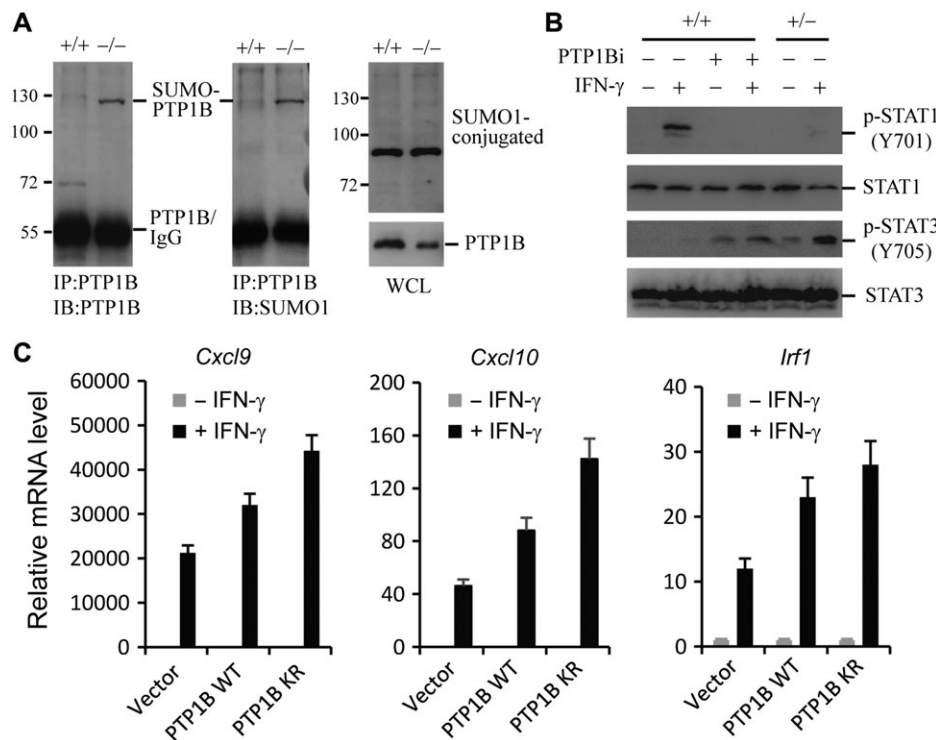 A
+/+ –/–
+/+ –/–
+/+ –/–
130
100
72
55
SUMO-
PTP1B
PTP1B/
IgG
IP:PTP1B
IB:PTP1B
130
100
72
55
IP:PTP1B
IB:SUMO1
130
100
72
SUMO1-
conjugated
PTP1B
WCL
B
+/+ +/–
PTP1Bi – – + + – –
IFN-γ – + – + – +
p-STAT1
(Y701)
STAT1
p-STAT3
(Y705)
STAT3
C
Relative mRNA level
Cxcl9
60000
50000
40000
30000
20000
10000
0
– IFN-γ
+ IFN-γ
Vector
PTP1B WT
PTP1B KR
Cxcl10
200
160
120
80
40
0
– IFN-γ
+ IFN-γ
Vector
PTP1B WT
PTP1B KR
Irf1
40
30
20
10
0
– IFN-γ
+ IFN-γ
Vector
PTP1B WT
PTP1B KR